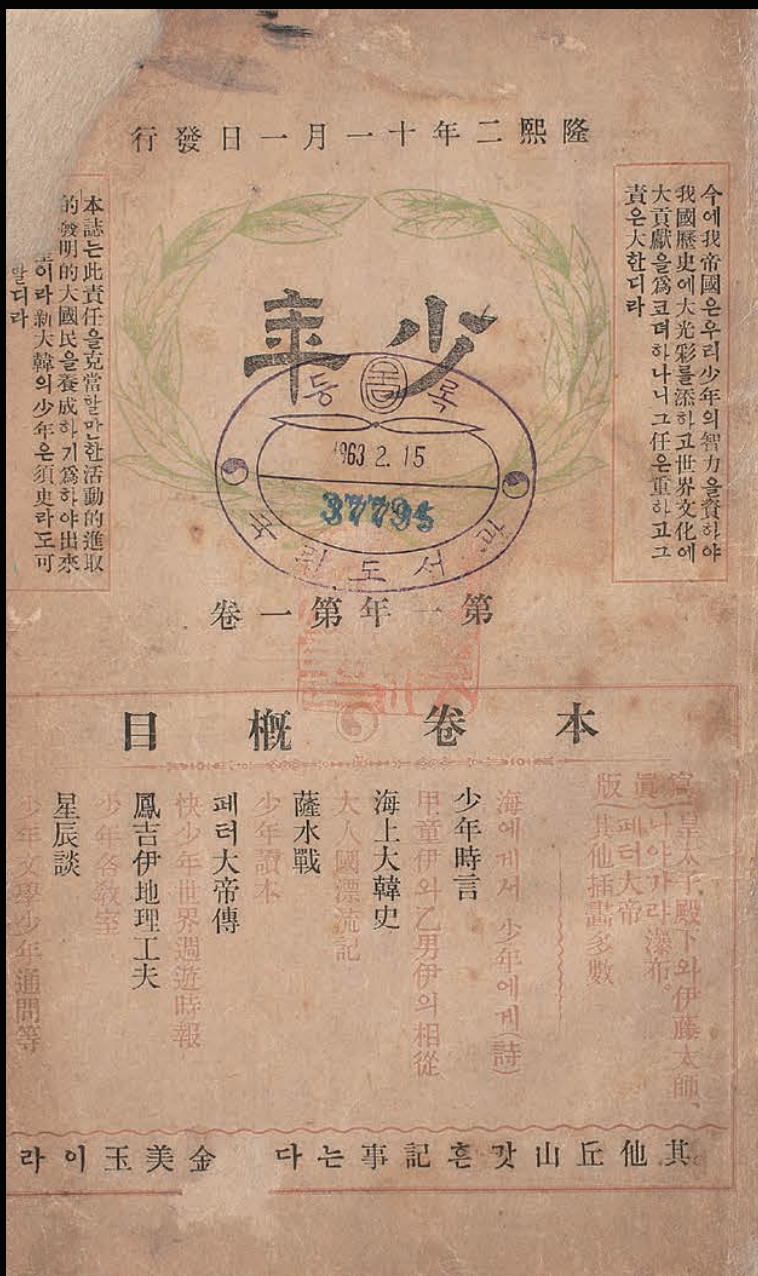 隆熙二年十一月一日發行
今에我帝國은우리少年의智力을資하야
我國歷史에大光彩를添하고世界文化에
大貢獻을爲코뎌하나니그任은重하고그
責은大한디라
少年
本誌는此責任을克當할만한活動的進取
的發明的大國民을養成하기爲하야出來
이라新大韓의少年은須臾라도可
할디라
등록
1963 2. 15
37795
도서관
第一年第一卷
本卷概目
寫眞版
皇太子殿下와伊藤太師、
나야가라瀑布。
페터大帝
其他插畵多數
海에게서 少年에게(詩)
少年時言
甲童伊와乙男伊의相從
海上大韓史
大人國漂流記
薩水戰
少年讀本
페터大帝傳
快少年世界週遊時報
鳳吉伊地理工夫
少年各敎室
星辰談
少年文學少年通間等
其他丘山갓흔記事는다 金美玉이라